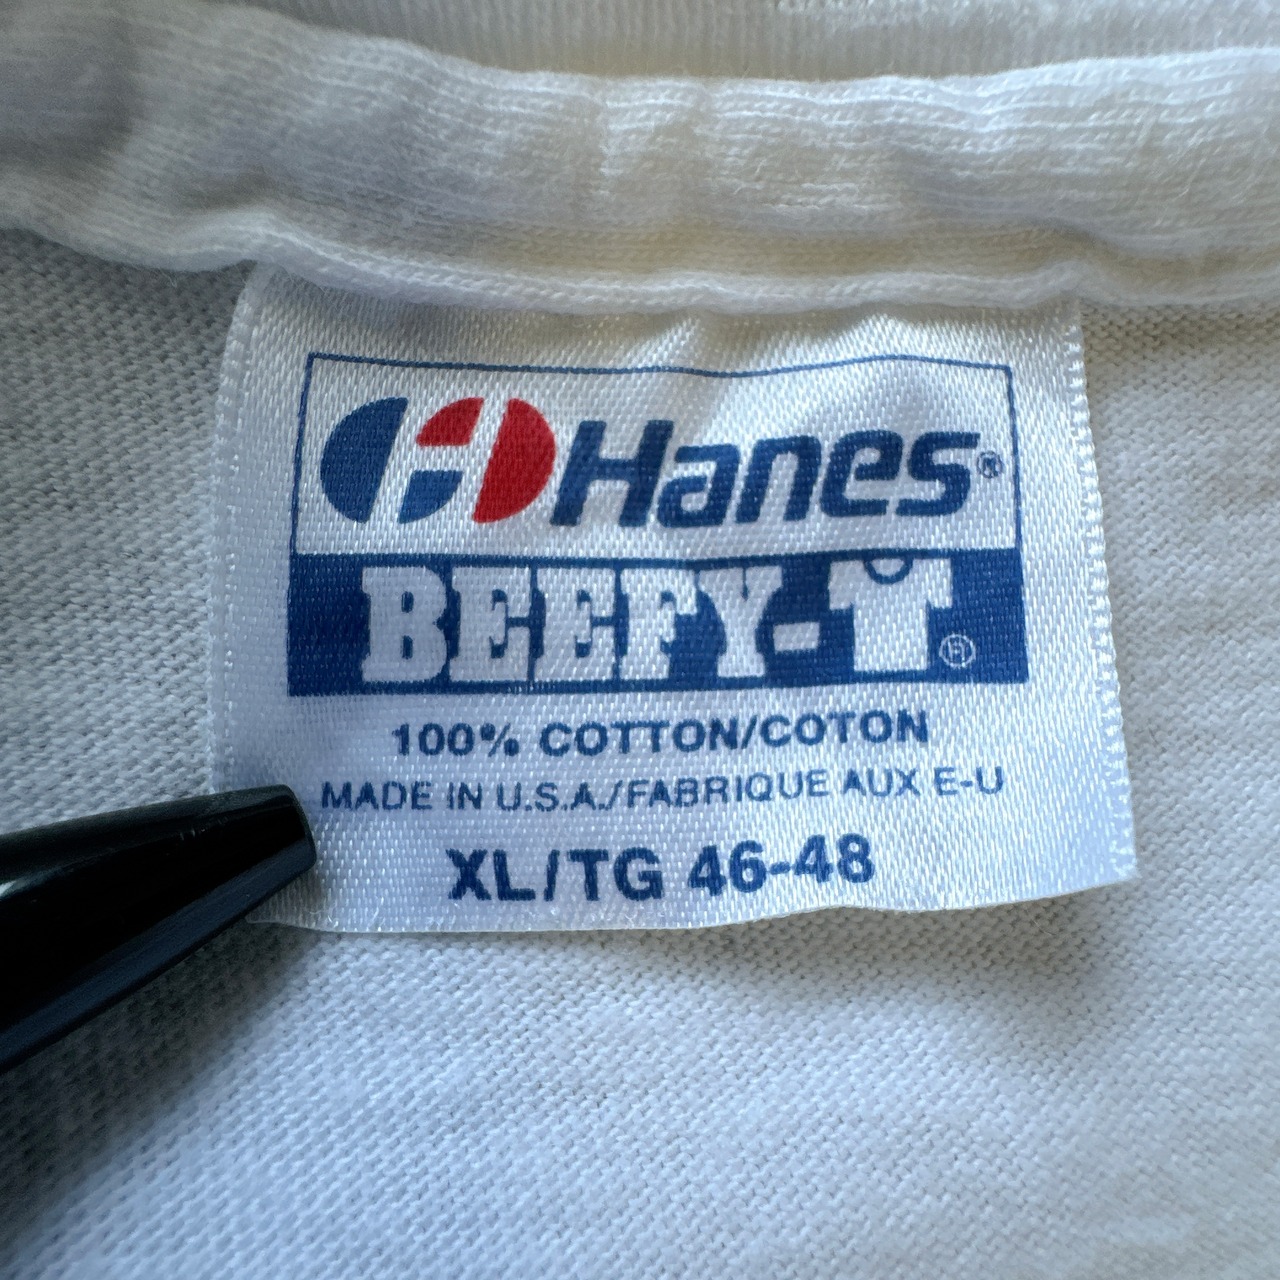 Hanes®
BEEFY-T®
100% COTTON/COTON
MADE IN U.S.A./FABRIQUE AUX E-U
XL/TG 46-48